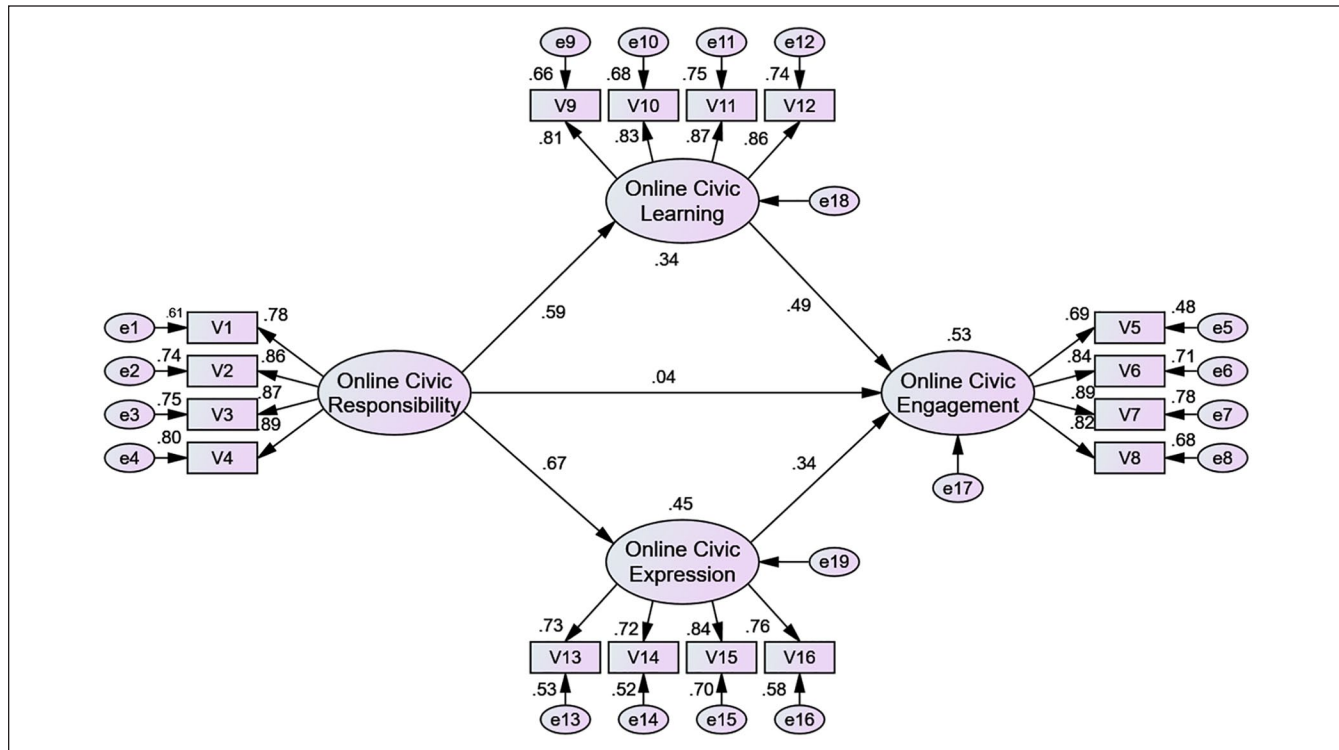 e9 e10 e11 e12
.66 .68 .75 .74
V9 V10 V11 V12
.81 .83 .87 .86
Online Civic
Learning
e18
.34
.59
.49
e1 .61 V1 .78
e2 .74 V2 .86
e3 .75 V3 .87
e4 .80 V4 .89
Online Civic
Responsibility
.04
.53
Online Civic
Engagement
.69 V5 .48 e5
.84 V6 .71 e6
.89 V7 .78 e7
.82 V8 .68 e8
e17
.67
.34
.45
Online Civic
Expression
e19
.73 .72 .84 .76
V13 V14 V15 V16
.53 .52 .70 .58
e13 e14 e15 e16